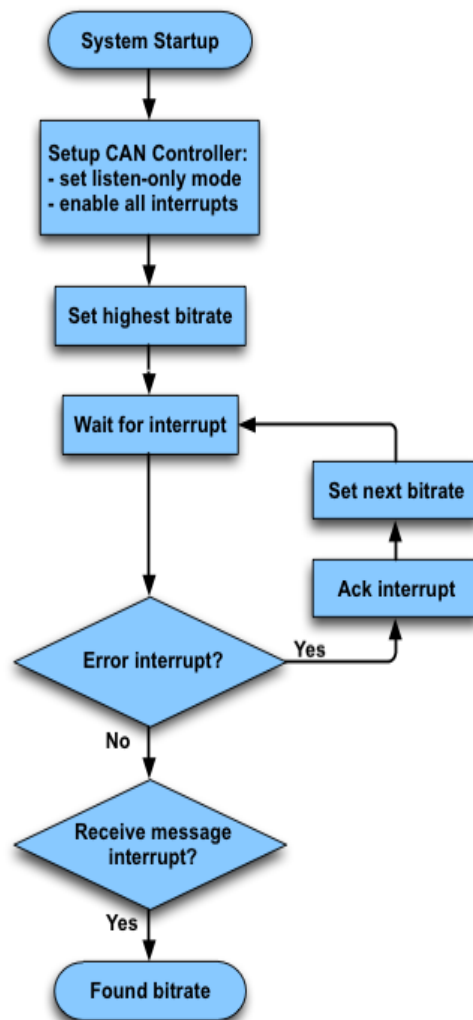 System Startup
Setup CAN Controller:
- set listen-only mode
- enable all interrupts
Set highest bitrate
Wait for interrupt
Set next bitrate
Ack interrupt
Error interrupt?
Yes
No
Receive message
interrupt?
Yes
Found bitrate